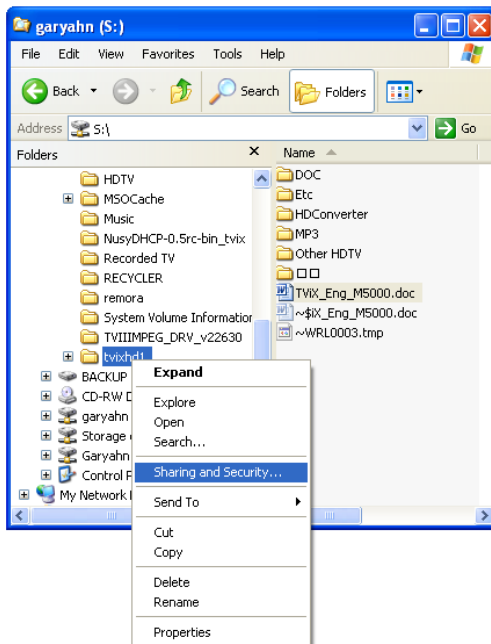 garyahn (S:)
File Edit View Favorites Tools Help
Back Search Folders
Address S:\ Go
Folders × Name
HDTV
MSOCache
Music
NusyDHCP-0.5rc-bin_tvix
Recorded TV
RECYCLER
remora
System Volume Information
TVIIIMPEG_DRV_v22630
tvixhd1
BACKUP
CD-RW D
garyahn
Storage
Garyahn
Control P
My Network
DOC
Etc
HDConverter
MP3
Other HDTV
TViX_Eng_M5000.doc
~$iX_Eng_M5000.doc
~WRL0003.tmp
Expand
Explore
Open
Search...
Sharing and Security...
Send To
Cut
Copy
Delete
Rename
Properties